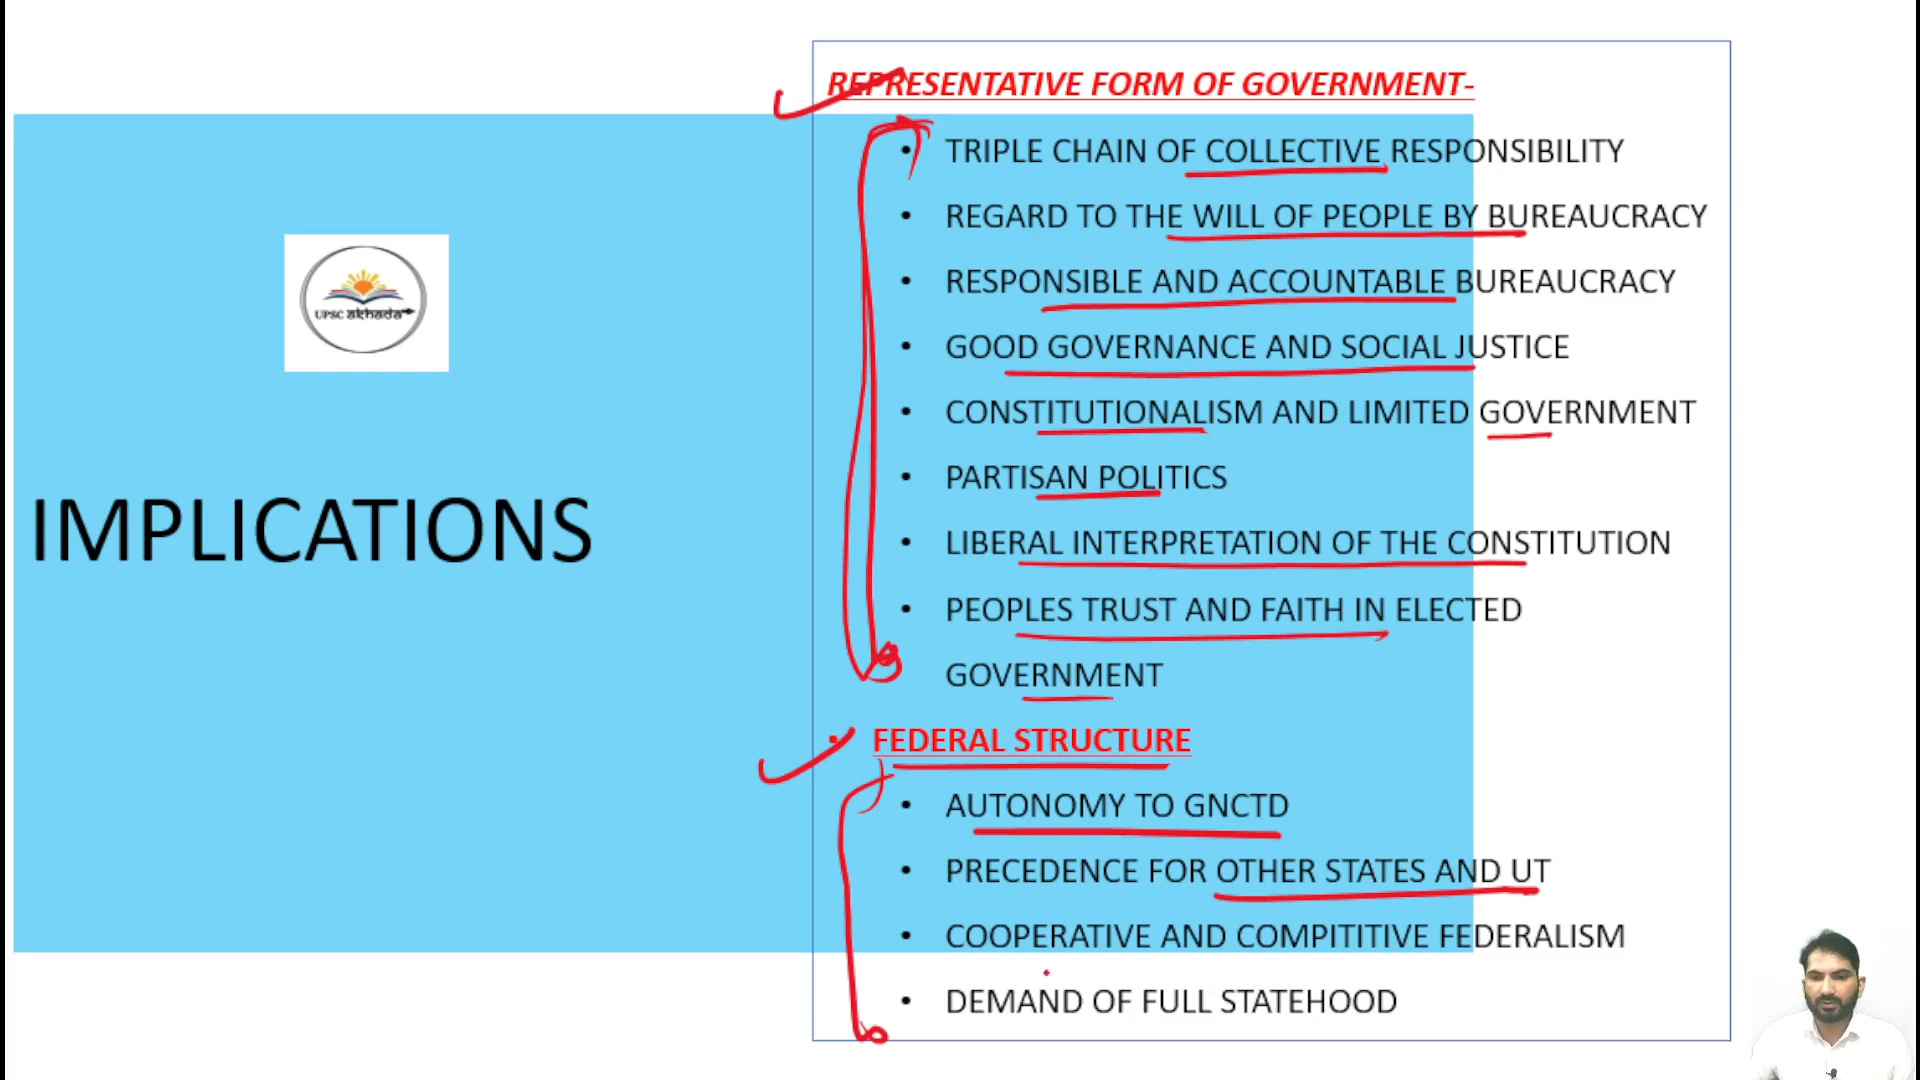 REPRESENTATIVE FORM OF GOVERNMENT-
• TRIPLE CHAIN OF COLLECTIVE RESPONSIBILITY
• REGARD TO THE WILL OF PEOPLE BY BUREAUCRACY
• RESPONSIBLE AND ACCOUNTABLE BUREAUCRACY
• GOOD GOVERNANCE AND SOCIAL JUSTICE
• CONSTITUTIONALISM AND LIMITED GOVERNMENT
• PARTISAN POLITICS
• LIBERAL INTERPRETATION OF THE CONSTITUTION
• PEOPLES TRUST AND FAITH IN ELECTED
GOVERNMENT
• FEDERAL STRUCTURE
• AUTONOMY TO GNCTD
• PRECEDENCE FOR OTHER STATES AND UT
• COOPERATIVE AND COMPITITIVE FEDERALISM
• DEMAND OF FULL STATEHOOD
UPSC akhada
IMPLICATIONS